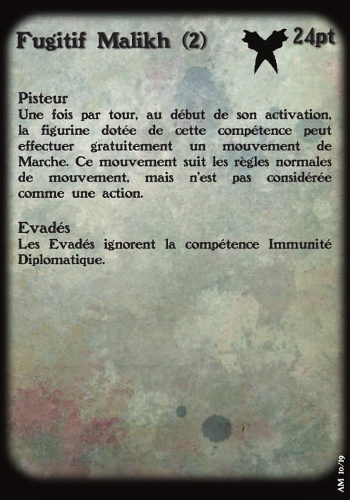 Fugitif Malikh (2) 24pt
Pisteur
Une fois par tour, au début de son activation,
la figurine dotée de cette compétence peut
effectuer gratuitement un mouvement de
Marche. Ce mouvement suit les règles normales
de mouvement, mais n'est pas considérée
comme une action.
Evadés
Les Evadés ignorent la compétence Immunité
Diplomatique.
AM 10/19